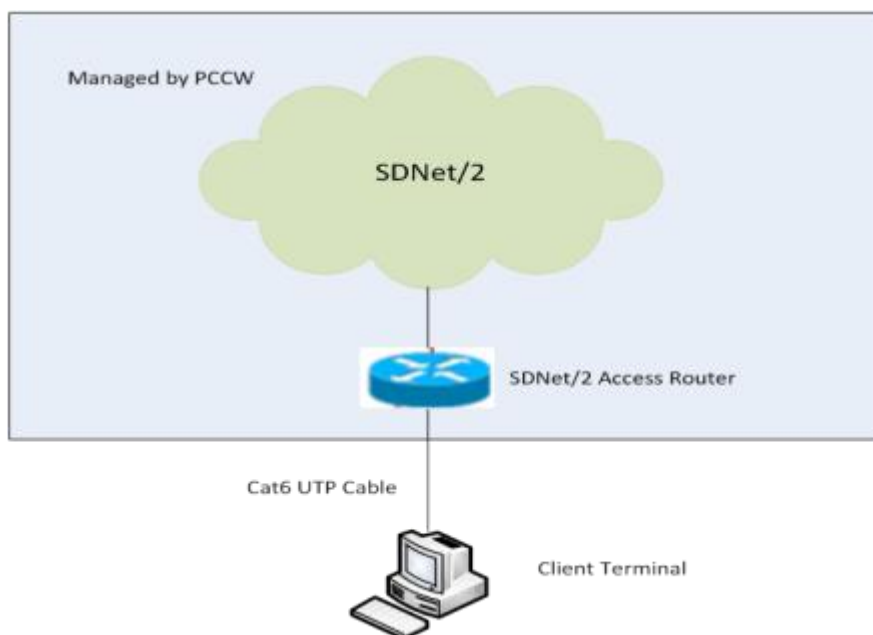 Managed by PCCW
SDNet/2
SDNet/2 Access Router
Cat6 UTP Cable
Client Terminal